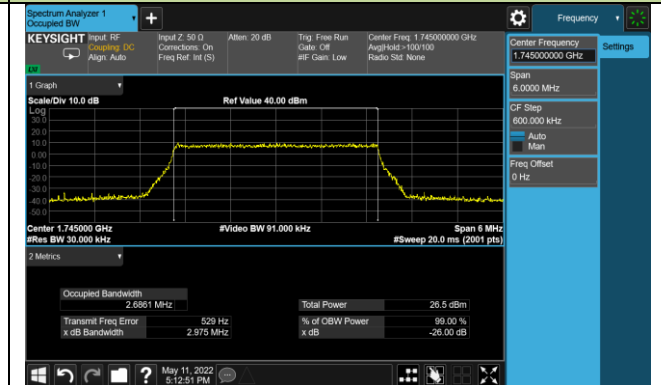 Spectrum Analyzer 1
Occupied BW
+
Frequency
KEYSIGHT
Input: RF
Coupling: DC
Align: Auto
Input Z: 50 Ω
Corrections: On
Freq Ref: Int (S)
Atten: 20 dB
Trig: Free Run
Gate: Off
#IF Gain: Low
Center Freq: 1.745000000 GHz
Avg|Hold:>100/100
Radio Std: None
Center Frequency
1.745000000 GHz
Settings
Span
6.0000 MHz
CF Step
600.000 kHz
Auto
Man
Freq Offset
0 Hz
1 Graph
Scale/Div 10.0 dB
Ref Value 40.00 dBm
Log
30.0
20.0
10.0
0.00
-10.0
-20.0
-30.0
-40.0
-50.0
Center 1.745000 GHz
#Video BW 91.000 kHz
Span 6 MHz
#Res BW 30.000 kHz
#Sweep 20.0 ms (2001 pts)
2 Metrics
Occupied Bandwidth
2.6861 MHz
Total Power
26.5 dBm
Transmit Freq Error
529 Hz
% of OBW Power
99.00 %
x dB Bandwidth
2.975 MHz
x dB
-26.00 dB
?
May 11, 2022
5:12:51 PM